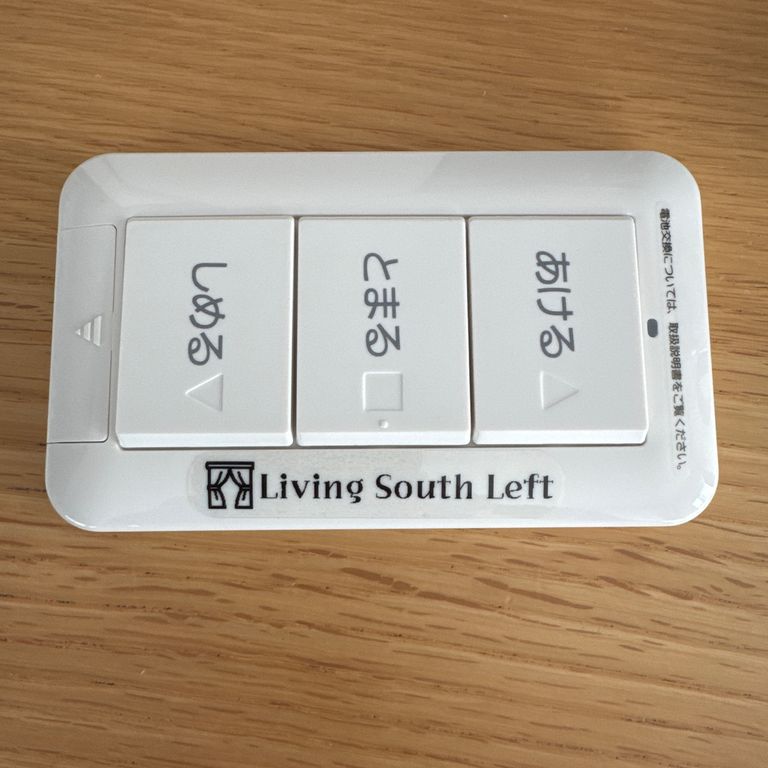 あける
とまる
しめる
電池交換については、取扱説明書をご覧ください。
Living South Left